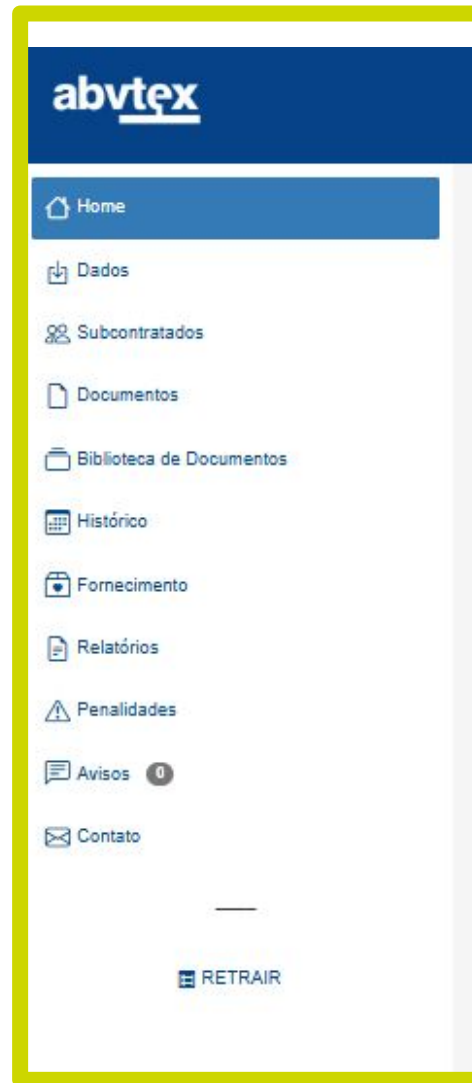 abvtex
Home
Dados
Subcontratados
Documentos
Biblioteca de Documentos
Histórico
Fornecimento
Relatórios
Penalidades
Avisos 0
Contato
RETRAIR